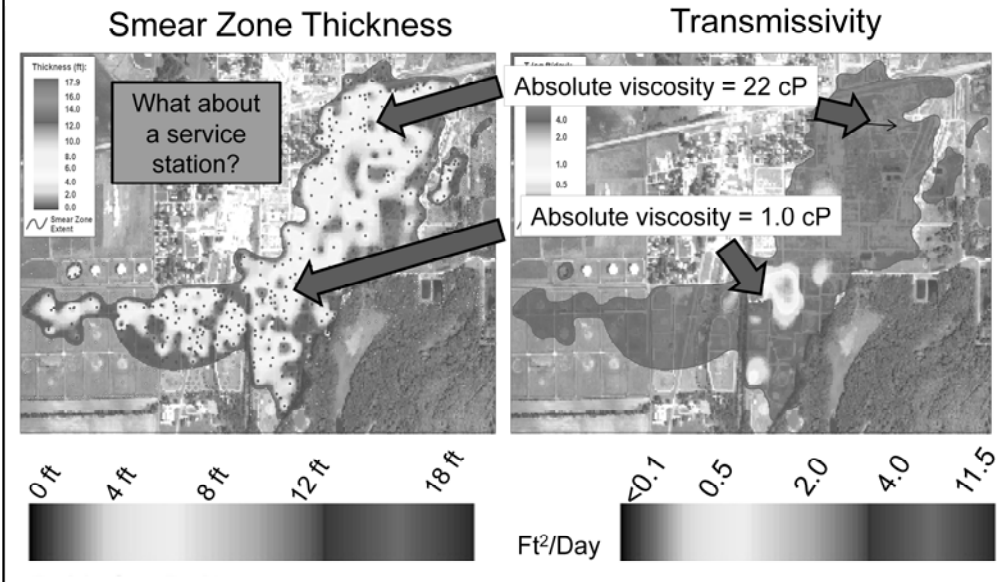 Smear Zone Thickness
Transmissivity
Thickness (ft):
17.9
16.0
14.0
12.0
10.0
8.0
6.0
4.0
2.0
0.0
Smear Zone
Extent
What about
a service
station?
Absolute viscosity = 22 cP
4.0
2.0
1.0
0.5
Absolute viscosity = 1.0 cP
0 ft
4 ft
8 ft
12 ft
18 ft
Ft²/Day
<0.1
0.5
2.0
4.0
11.5